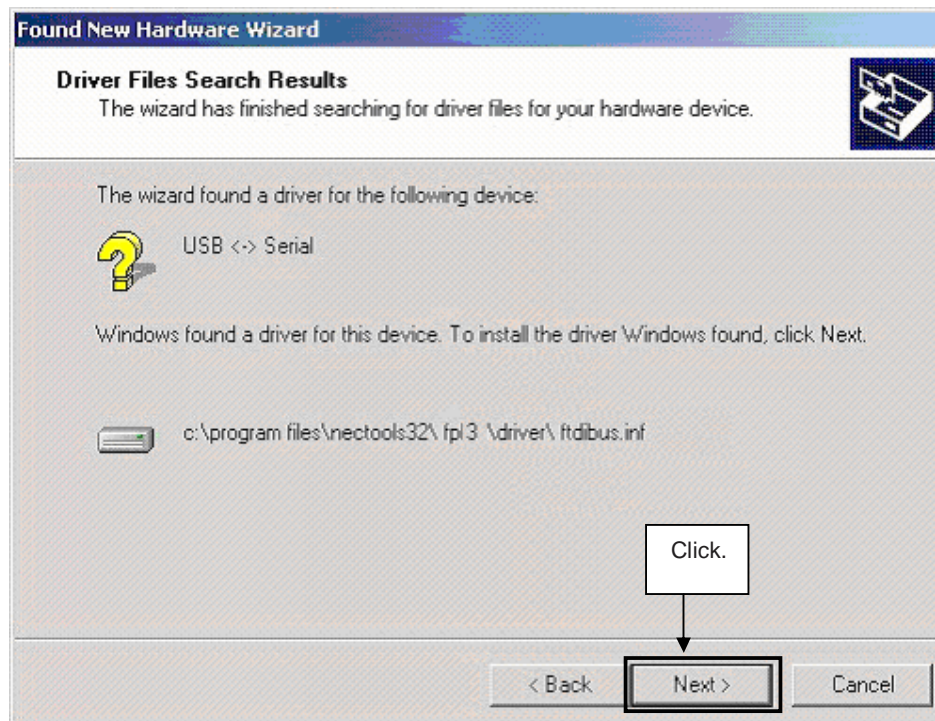 Found New Hardware Wizard
Driver Files Search Results
The wizard has finished searching for driver files for your hardware device.
The wizard found a driver for the following device:
USB <-> Serial
Windows found a driver for this device. To install the driver Windows found, click Next.
c:\program files\nectools32\ fpl3 \driver\ ftdibus.inf
Click.
< Back
Next >
Cancel